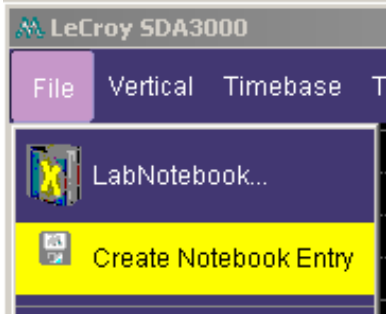 LeCroy SDA3000
File Vertical Timebase T
LabNotebook...
Create Notebook Entry